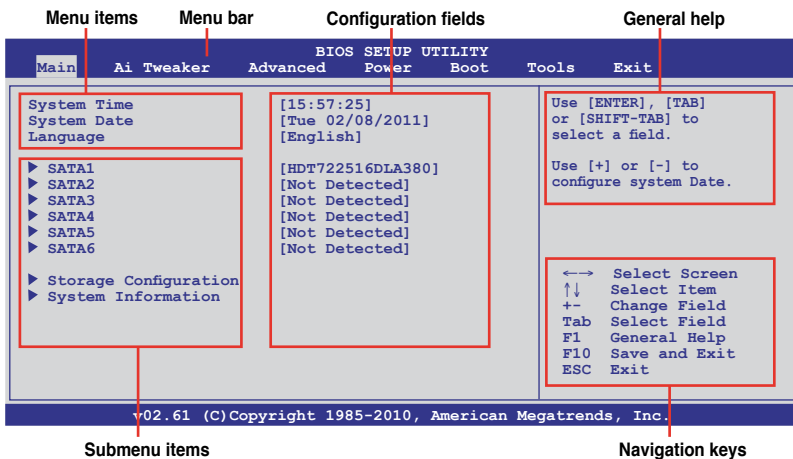 Menu items Menu bar Configuration fields General help
BIOS SETUP UTILITY
Main Ai Tweaker Advanced Power Boot Tools Exit
System Time [15:57:25]
System Date [Tue 02/08/2011]
Language [English]
▶ SATA1 [HDT722516DLA380]
▶ SATA2 [Not Detected]
▶ SATA3 [Not Detected]
▶ SATA4 [Not Detected]
▶ SATA5 [Not Detected]
▶ SATA6 [Not Detected]
▶ Storage Configuration
▶ System Information
Use [ENTER], [TAB]
or [SHIFT-TAB] to
select a field.
Use [+] or [-] to
configure system Date.
←→ Select Screen
↑↓ Select Item
+- Change Field
Tab Select Field
F1 General Help
F10 Save and Exit
ESC Exit
v02.61 (C)Copyright 1985-2010, American Megatrends, Inc.
Submenu items Navigation keys